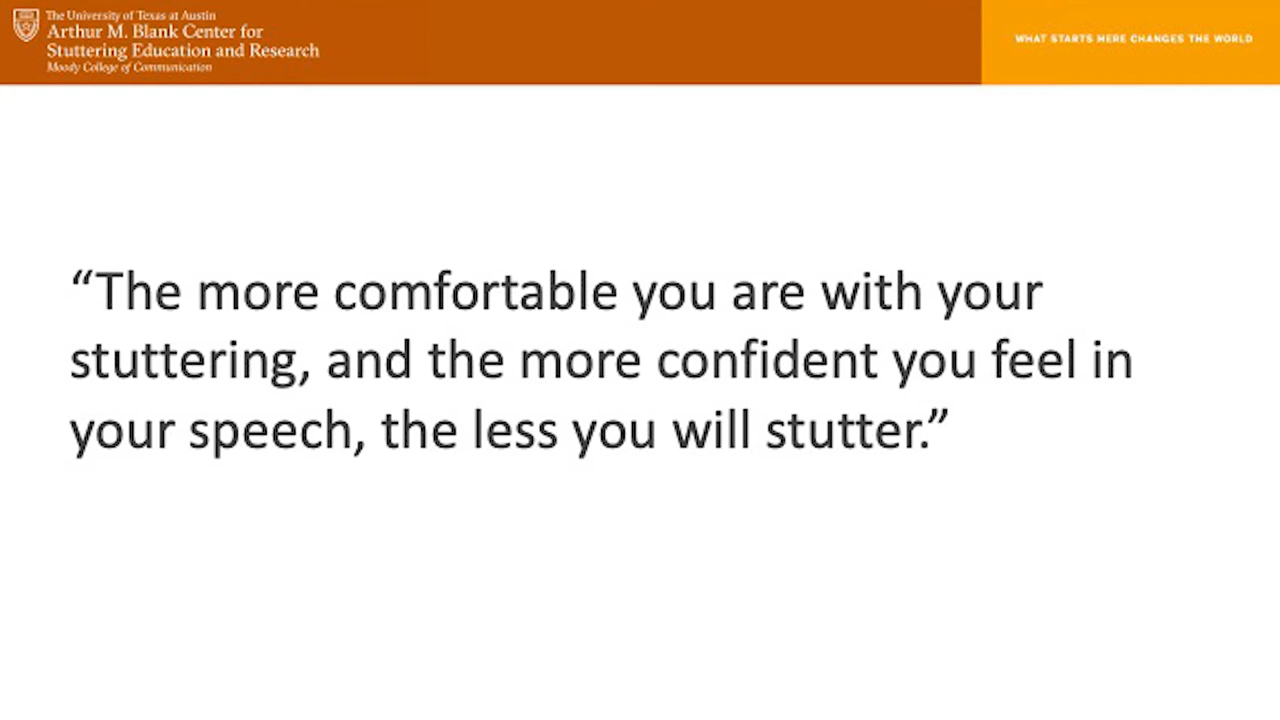 The University of Texas at Austin
Arthur M. Blank Center for
Stuttering Education and Research
Moody College of Communication
WHAT STARTS HERE CHANGES THE WORLD
“The more comfortable you are with your
stuttering, and the more confident you feel in
your speech, the less you will stutter.”